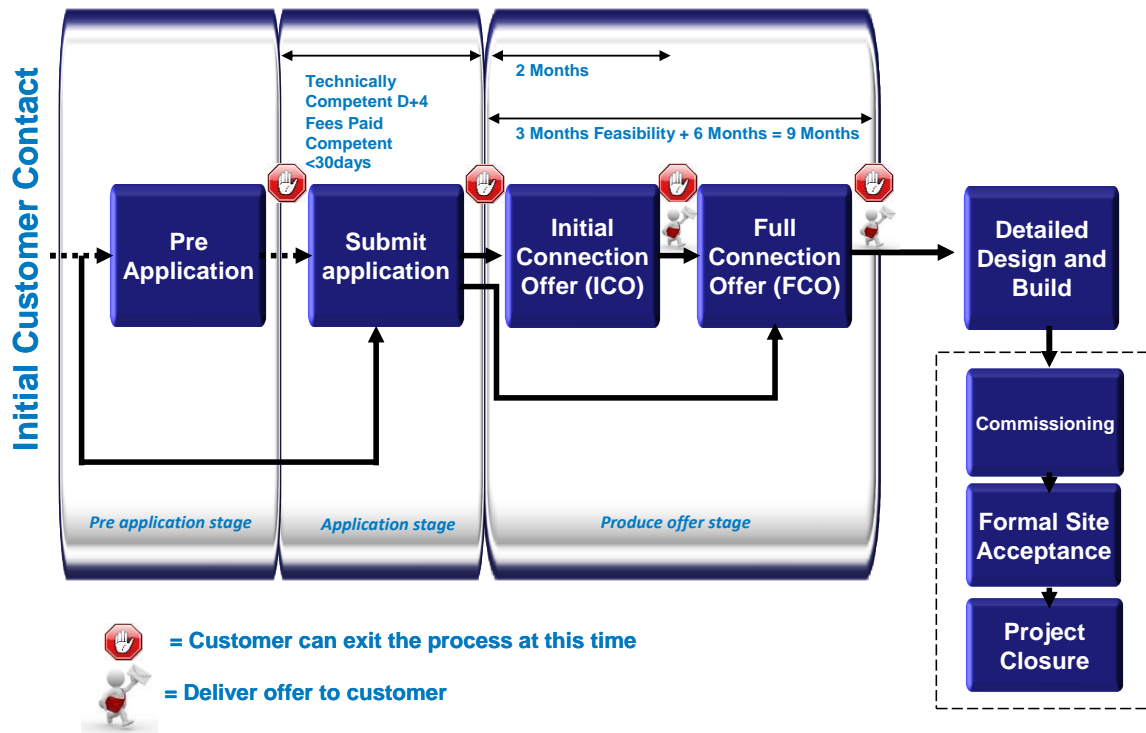 Initial Customer Contact
Technically
Competent D+4
Fees Paid
Competent
<30days
2 Months
3 Months Feasibility + 6 Months = 9 Months
Pre
Application
Submit
application
Initial
Connection
Offer (ICO)
Full
Connection
Offer (FCO)
Detailed
Design and
Build
Commissioning
Formal Site
Acceptance
Project
Closure
Pre application stage
Application stage
Produce offer stage
= Customer can exit the process at this time
= Deliver offer to customer